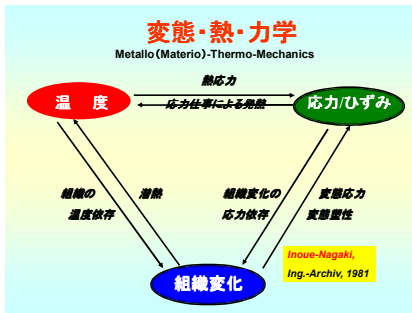 変態・熱・力学
Metallo(Materio)-Thermo-Mechanics
熱応力
温 度
応力仕事による発熱
応力/ひずみ
組織の
温度依存
潜熱
組織変化の
応力依存
変態応力
変態塑性
Inoue-Nagaki,
Ing.-Archiv, 1981
組織変化